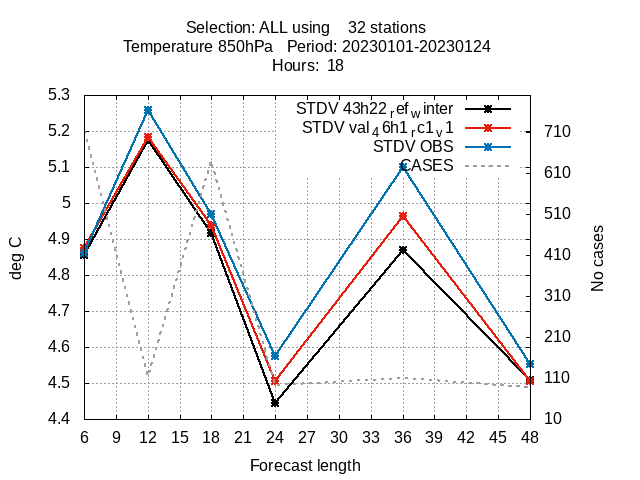 Selection: ALL using    32 stations
Temperature 850hPa   Period: 20230101-20230124
Hours: 18
STDV 43h22refwinter
STDV val46h1rc1v1
STDV OBS
CASES
5.3
5.2
5.1
5
4.9
4.8
4.7
4.6
4.5
4.4
deg C
710
610
510
410
310
210
110
10
No cases
6 9 12 15 18 21 24 27 30 33 36 39 42 45 48
Forecast length